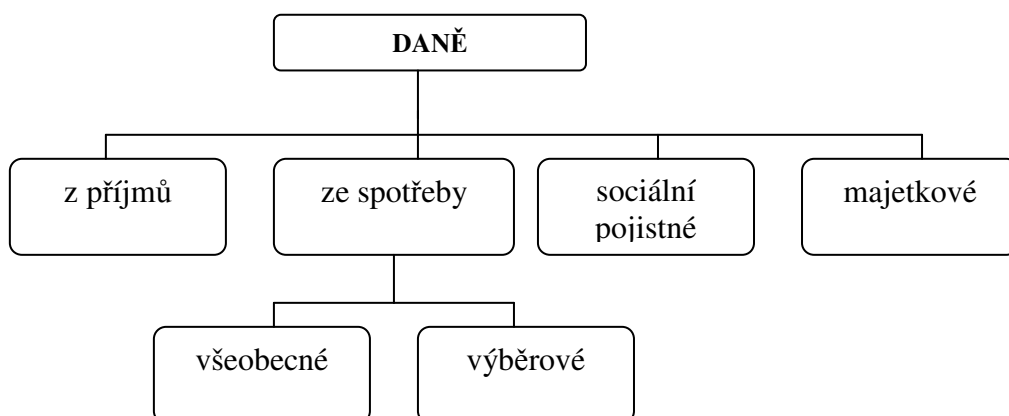 DANĚ
z příjmů
ze spotřeby
sociální
pojistné
majetkové
všeobecné
výběrové